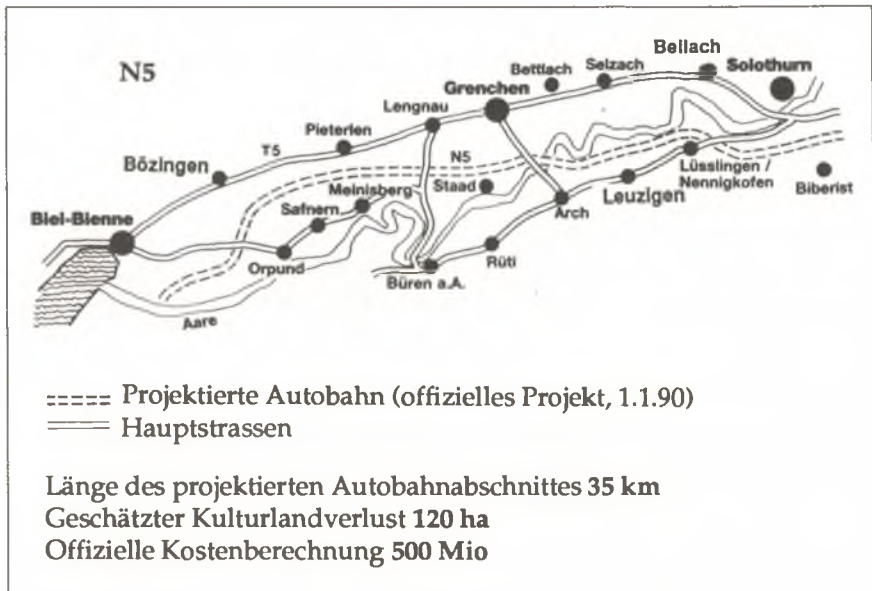 N5
Bellach
Solothurn
Selzach
Bettlach
Grenchen
Lengnau
Pieterlen
T5
Bözingen
N5
Meinisberg
Staad
Lüsslingen / Nennigkofen
Biberist
Leuzigen
Arch
Safnern
Biel-Bienne
Orpund
Rüti
Büren a.A.
Aare
Projektierte Autobahn (offizielles Projekt, 1.1.90)
Hauptstrassen
Länge des projektierten Autobahnabschnittes 35 km
Geschätzter Kulturlandverlust 120 ha
Offizielle Kostenberechnung 500 Mio